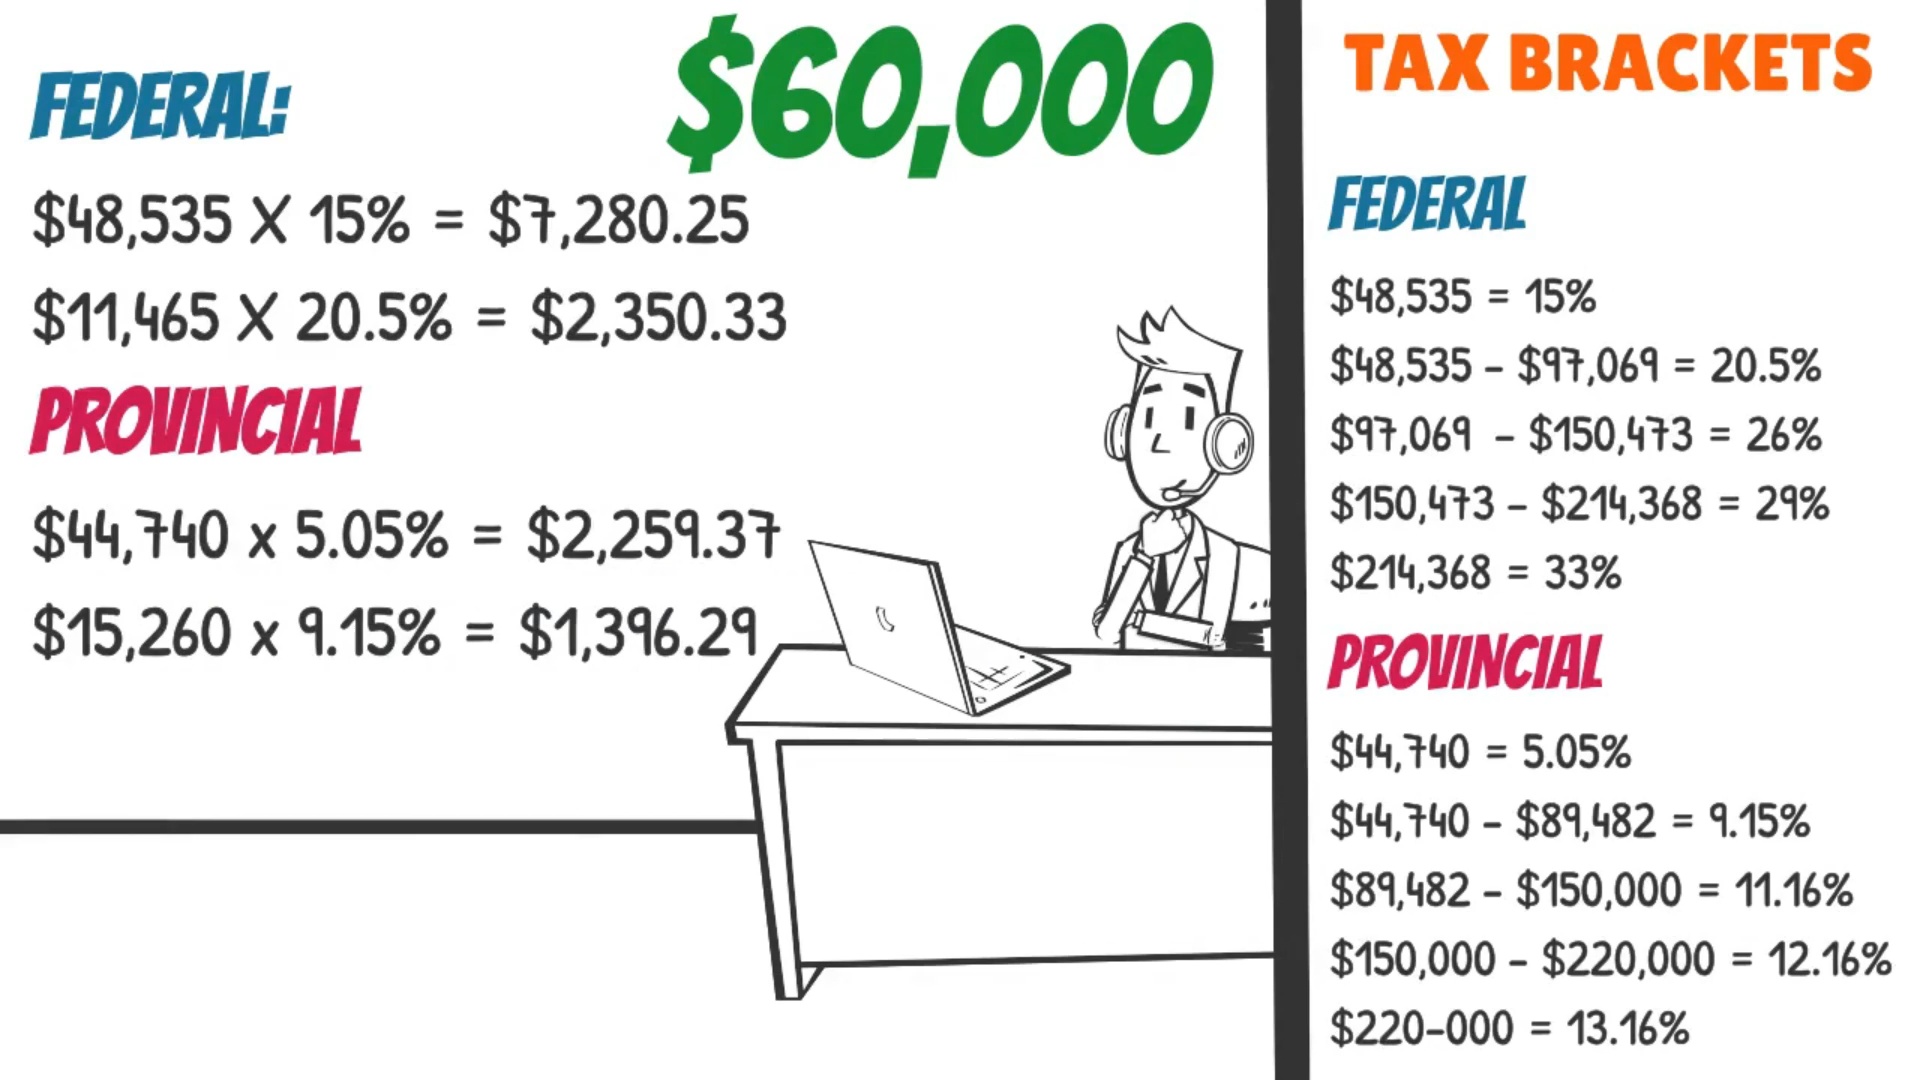 $60,000
FEDERAL:
$48,535 X 15% = $7,280.25
$11,465 X 20.5% = $2,350.33
PROVINCIAL
$44,740 x 5.05% = $2,259.37
$15,260 x 9.15% = $1,396.29
TAX BRACKETS
FEDERAL
$48,535 = 15%
$48,535 - $97,069 = 20.5%
$97,069 - $150,473 = 26%
$150,473 - $214,368 = 29%
$214,368 = 33%
PROVINCIAL
$44,740 = 5.05%
$44,740 - $89,482 = 9.15%
$89,482 - $150,000 = 11.16%
$150,000 - $220,000 = 12.16%
$220-000 = 13.16%